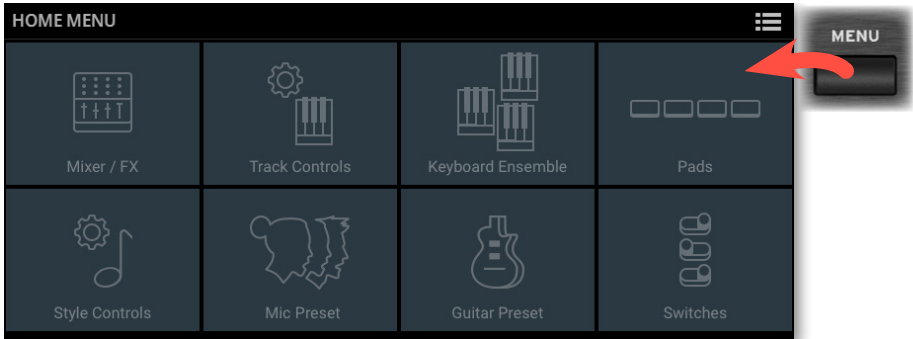 HOME MENU
MENU
Mixer / FX
Track Controls
Keyboard Ensemble
Pads
Style Controls
Mic Preset
Guitar Preset
Switches